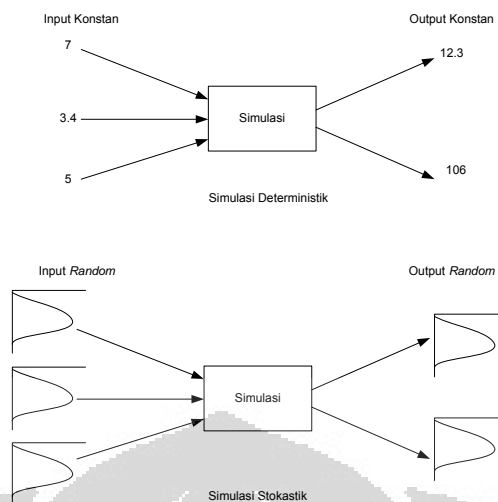 Input Konstan
Output Konstan
7
12.3
3.4
Simulasi
5
106
Simulasi Deterministik
Input Random
Output Random
Simulasi
Simulasi Stokastik